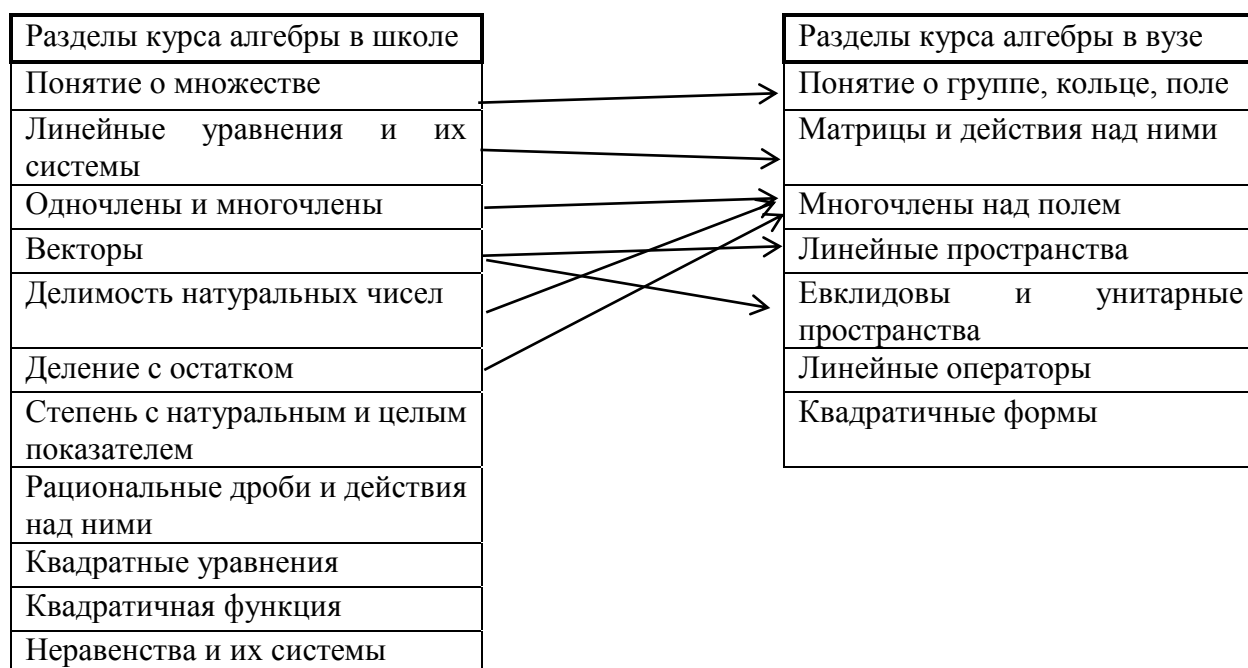 Разделы курса алгебры в школе
Понятие о множестве
Линейные уравнения и их
системы
Одночлены и многочлены
Векторы
Делимость натуральных чисел
Деление с остатком
Степень с натуральным и целым
показателем
Рациональные дроби и действия
над ними
Квадратные уравнения
Квадратичная функция
Неравенства и их системы
Разделы курса алгебры в вузе
Понятие о группе, кольце, поле
Матрицы и действия над ними
Многочлены над полем
Линейные пространства
Евклидовы и унитарные
пространства
Линейные операторы
Квадратичные формы